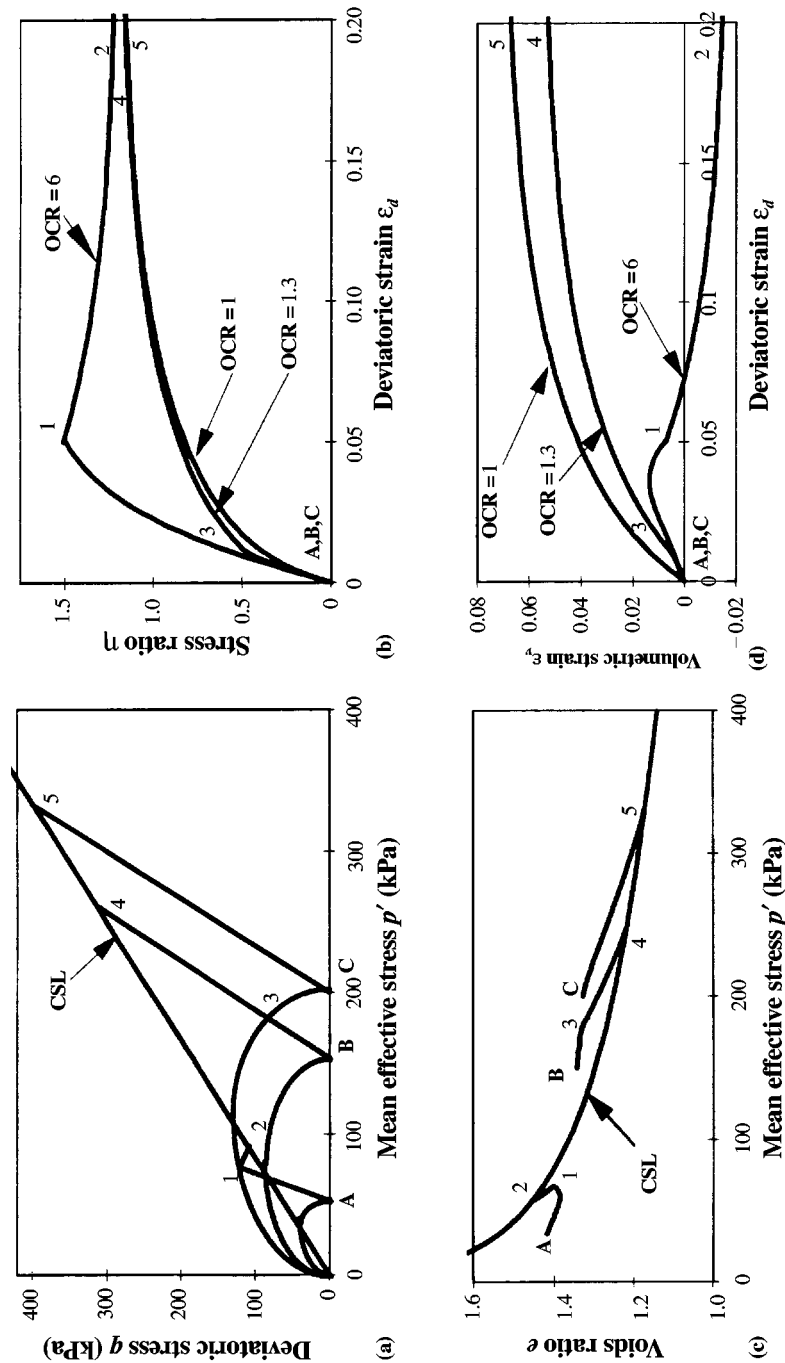 400
300
200
100
0
Deviatoric stress q (kPa)
CSL
1
2
3
4
5
A
B
C
0
100
200
300
400
Mean effective stress p′ (kPa)
(a)
1.5
1.0
0.5
0
Stress ratio η
OCR = 6
OCR = 1
OCR = 1.3
1
2
3
4
5
A,B,C
0
0.05
0.10
0.15
0.20
Deviatoric strain εd
(b)
1.6
1.4
1.2
1.0
Voids ratio e
A
B
C
1
2
3
4
5
CSL
0
100
200
300
400
Mean effective stress p′ (kPa)
(c)
0.08
0.06
0.04
0.02
0
– 0.02
Volumetric strain εv
OCR = 1
OCR = 1.3
OCR = 6
1
2
3
4
5
A,B,C
0
0.05
0.1
0.15
0.2
Deviatoric strain εd
(d)